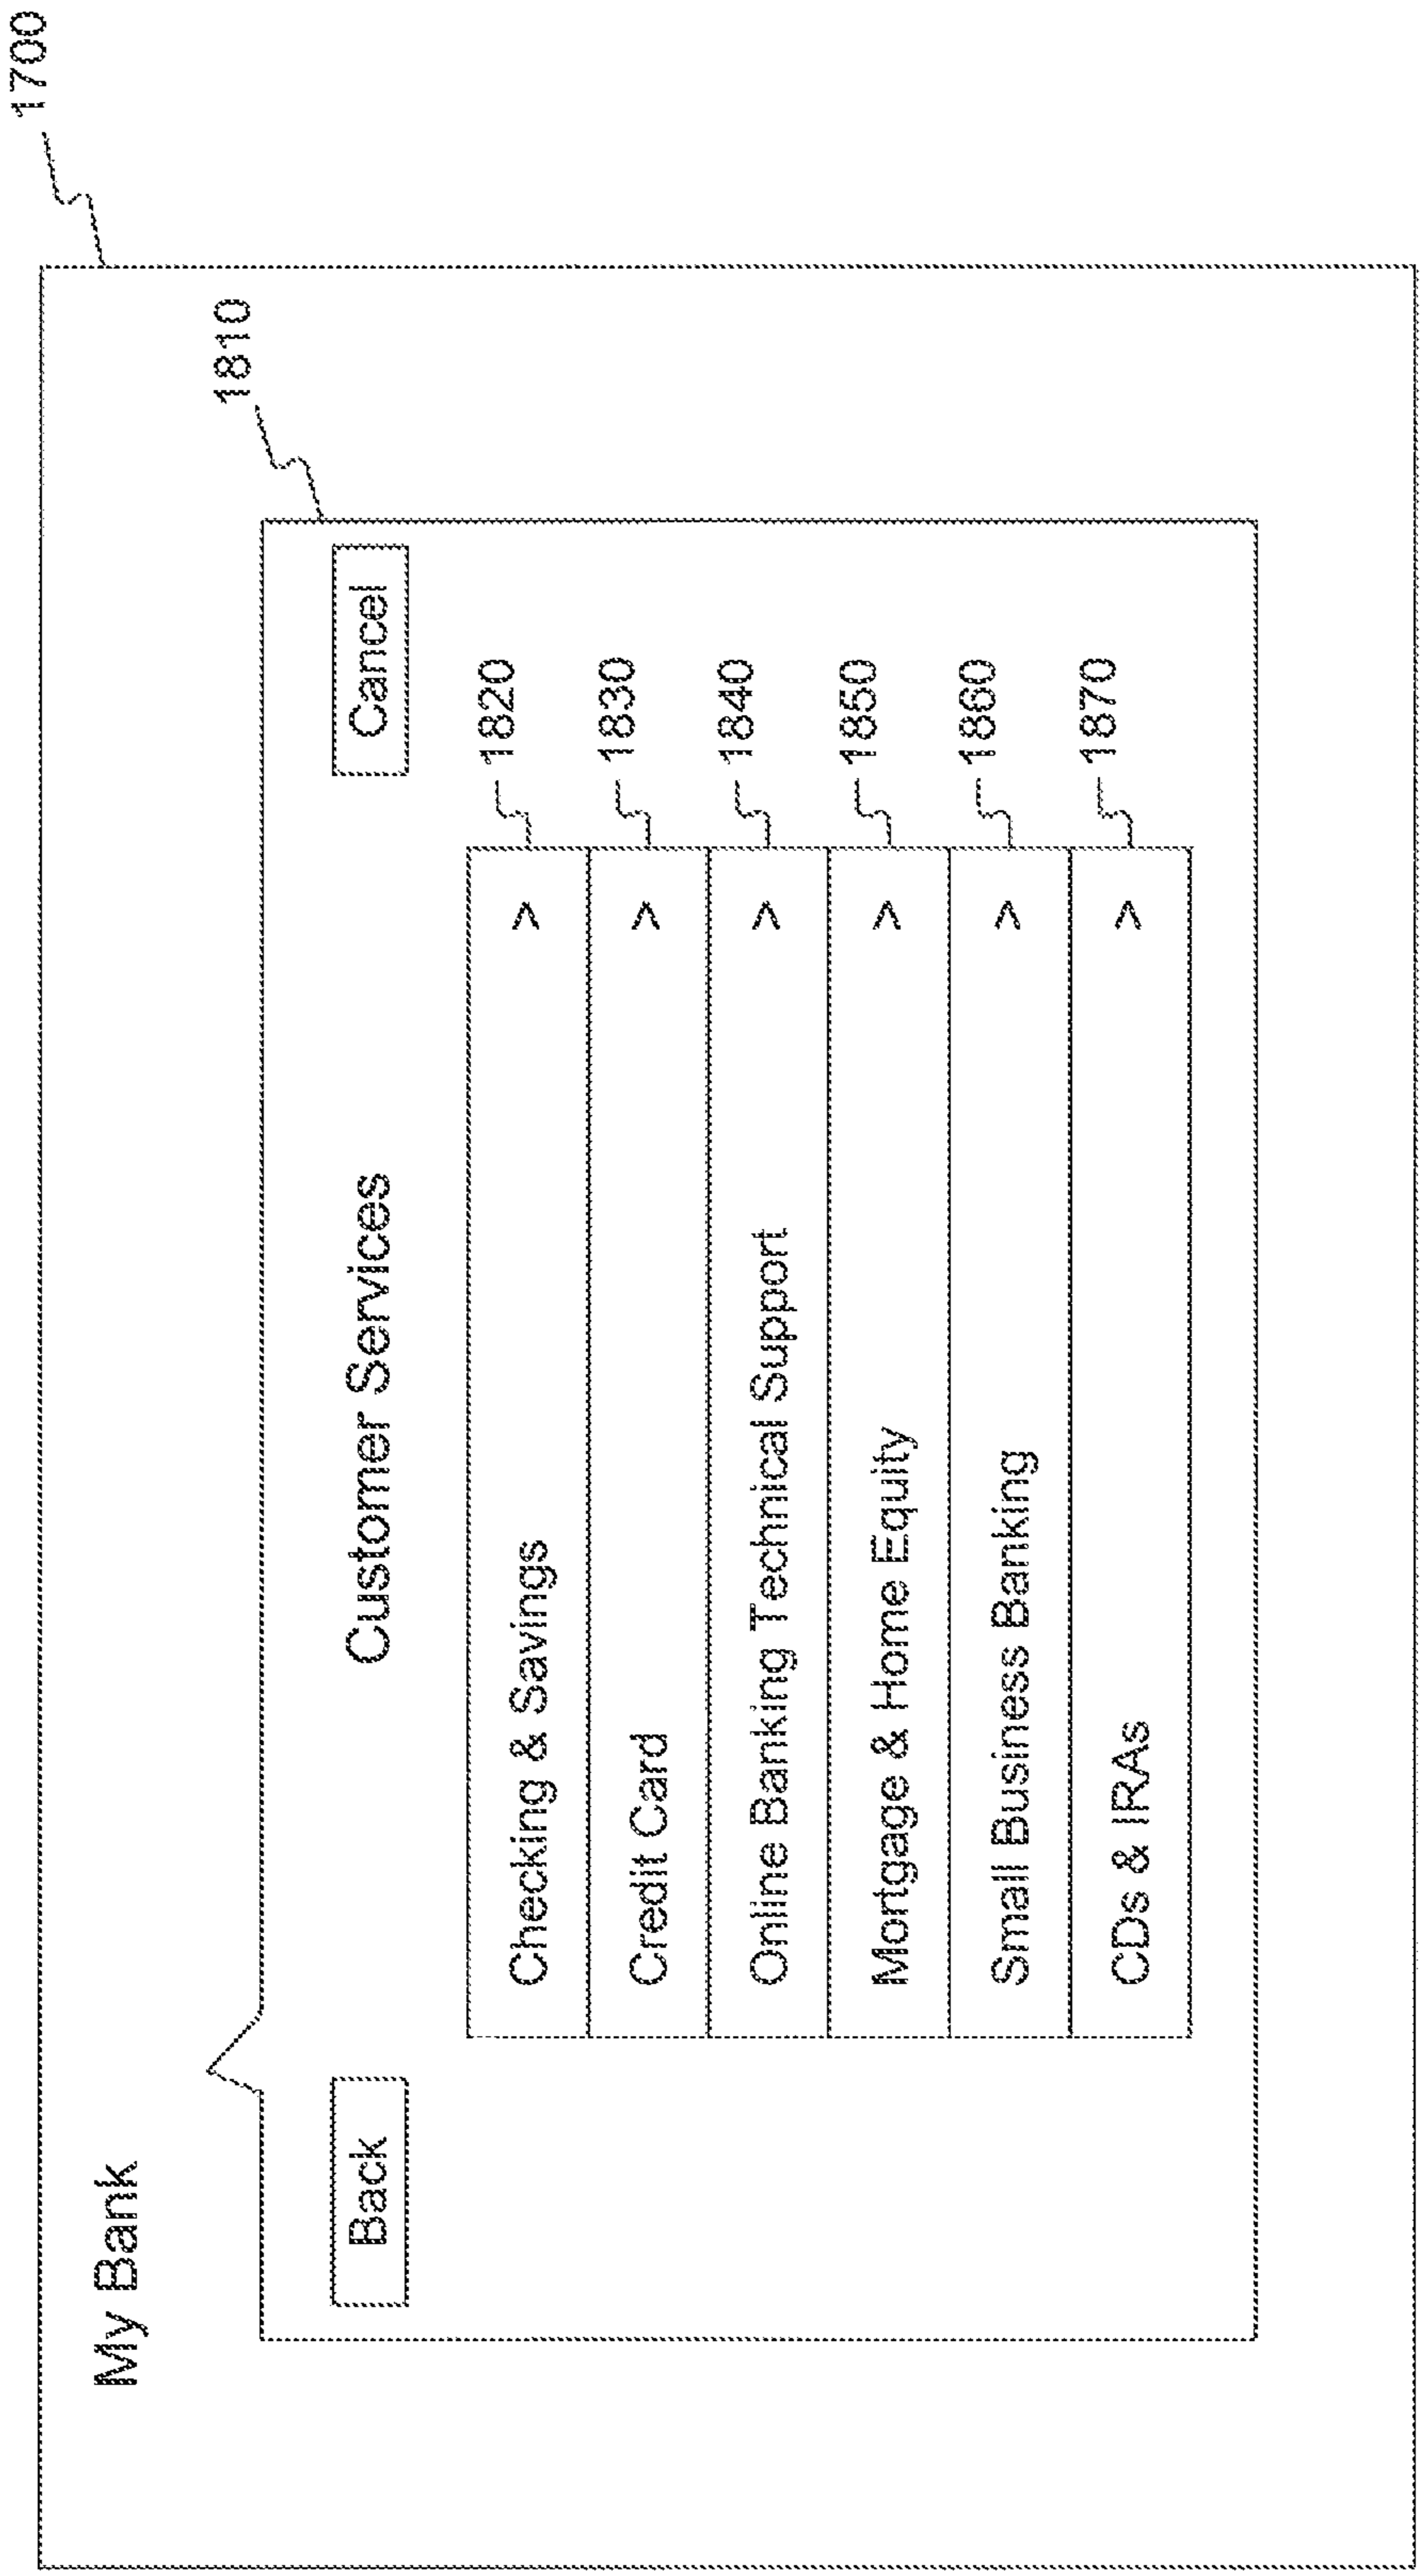 1700
My Bank
1810
Back
Customer Services
Cancel
Checking & Savings > 1820
Credit Card > 1830
Online Banking Technical Support > 1840
Mortgage & Home Equity > 1850
Small Business Banking > 1860
CDs & IRAs > 1870